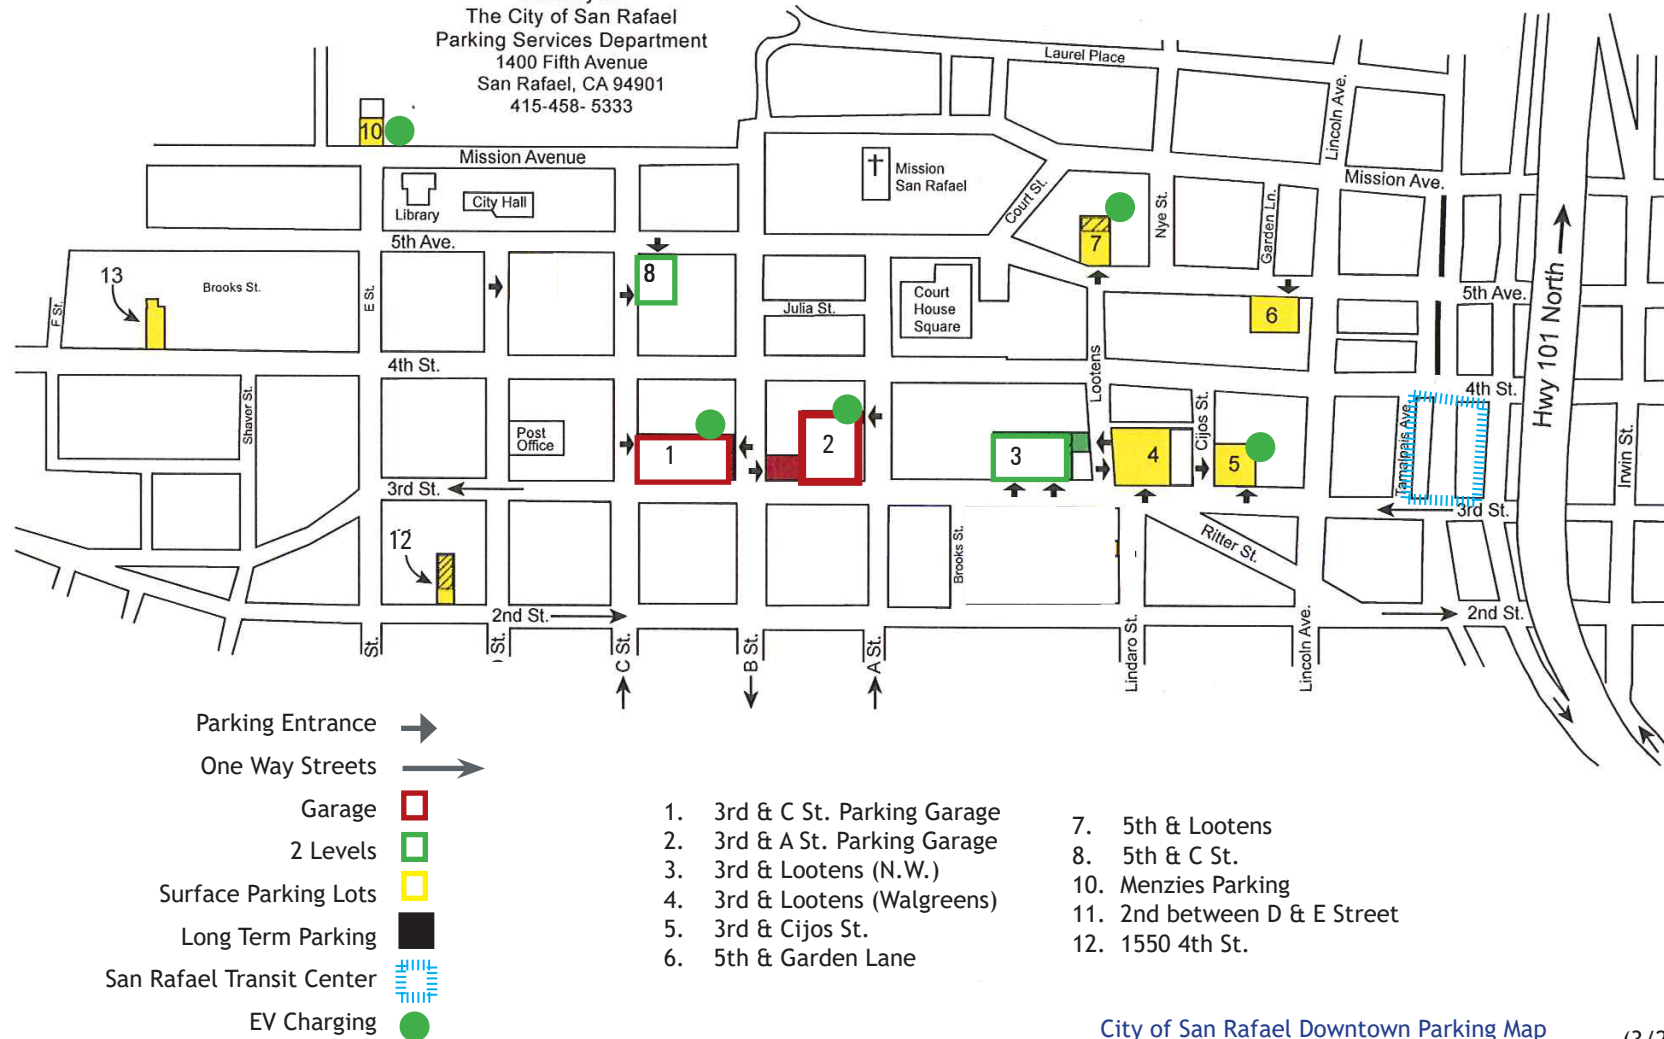 The City of San Rafael
Parking Services Department
1400 Fifth Avenue
San Rafael, CA 94901
415-458- 5333
Laurel Place
Lincoln Ave.
10
Mission Avenue
Mission
San Rafael
Mission Ave.
Library
City Hall
Court St.
Nye St.
Garden Ln.
7
5th Ave.
13
Brooks St.
F St.
E St.
8
Julia St.
Court
House
Square
6
5th Ave.
Hwy 101 North
4th St.
Lootens
4th St.
Shaver St.
Post
Office
1
2
3
4
Cijos St.
5
Tamalpais Ave.
Irwin St.
3rd St.
3rd St.
12
Brooks St.
Ritter St.
2nd St.
2nd St.
St.
St.
C St.
B St.
A St.
Lindaro St.
Lincoln Ave.
Parking Entrance
One Way Streets
Garage
2 Levels
Surface Parking Lots
Long Term Parking
San Rafael Transit Center
EV Charging
1. 3rd & C St. Parking Garage
2. 3rd & A St. Parking Garage
3. 3rd & Lootens (N.W.)
4. 3rd & Lootens (Walgreens)
5. 3rd & Cijos St.
6. 5th & Garden Lane
7. 5th & Lootens
8. 5th & C St.
10. Menzies Parking
11. 2nd between D & E Street
12. 1550 4th St.
City of San Rafael Downtown Parking Map